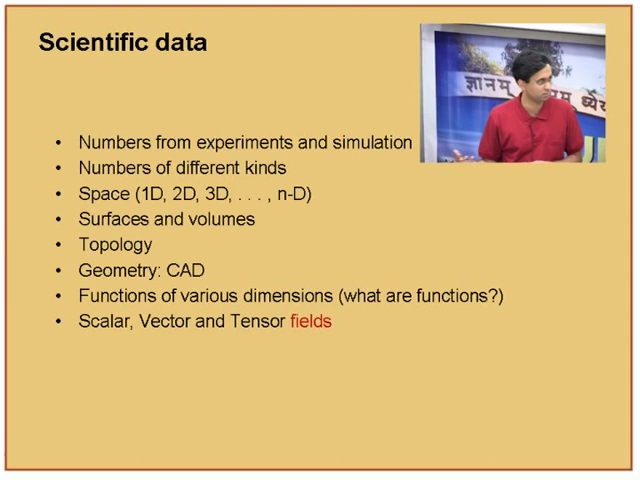 Scientific data
ज्ञानम्
ध्येय
• Numbers from experiments and simulation
• Numbers of different kinds
• Space (1D, 2D, 3D, . . . , n-D)
• Surfaces and volumes
• Topology
• Geometry: CAD
• Functions of various dimensions (what are functions?)
• Scalar, Vector and Tensor fields